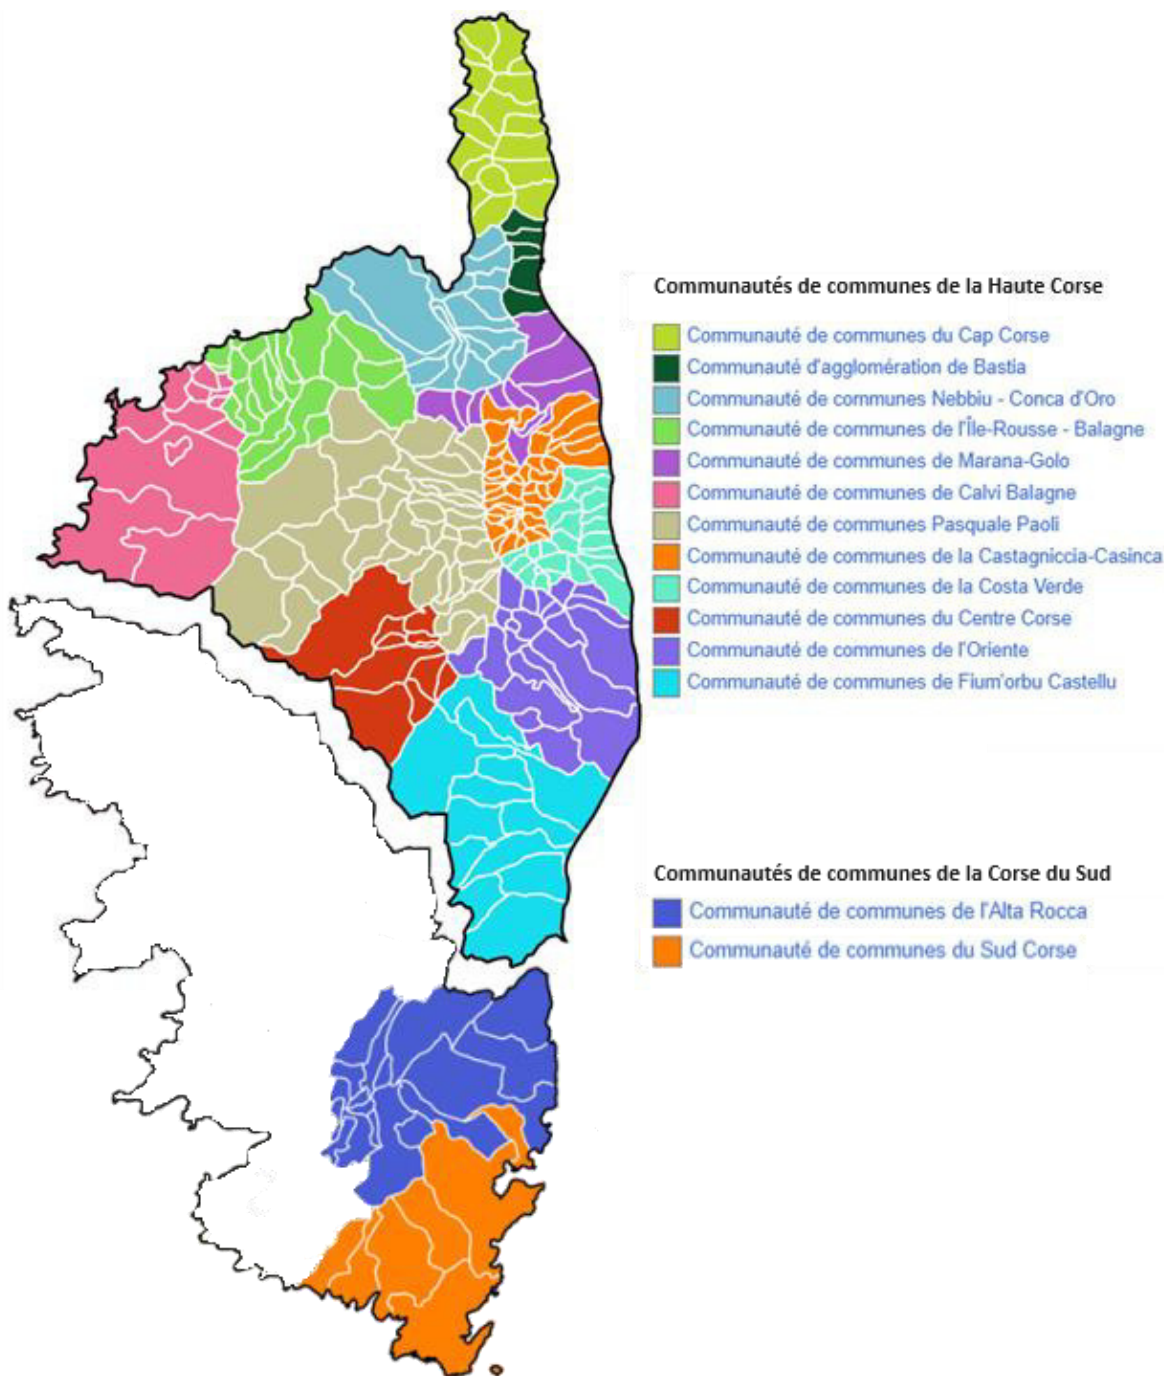 Communautés de communes de la Haute Corse
Communauté de communes du Cap Corse
Communauté d'agglomération de Bastia
Communauté de communes Nebbiu - Conca d'Oro
Communauté de communes de l'Île-Rousse - Balagne
Communauté de communes de Marana-Golo
Communauté de communes de Calvi Balagne
Communauté de communes Pasquale Paoli
Communauté de communes de la Castagniccia-Casinca
Communauté de communes de la Costa Verde
Communauté de communes du Centre Corse
Communauté de communes de l'Oriente
Communauté de communes de Fium'orbu Castellu
Communautés de communes de la Corse du Sud
Communauté de communes de l'Alta Rocca
Communauté de communes du Sud Corse